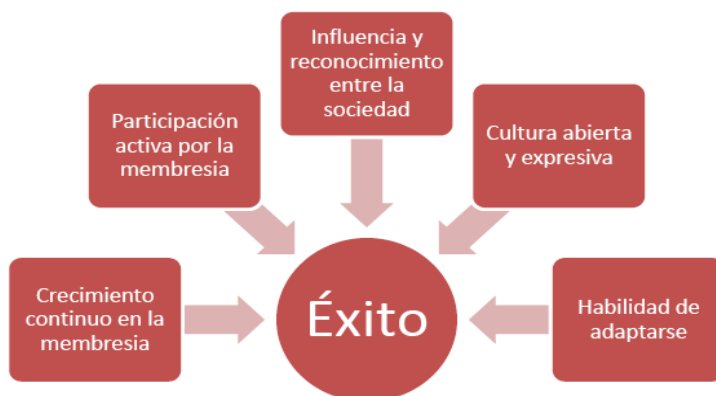 Influencia y
reconocimiento
entre la
sociedad
Participación
activa por la
membresia
Cultura abierta
y expresiva
Crecimiento
continuo en la
membresia
Éxito
Habilidad de
adaptarse